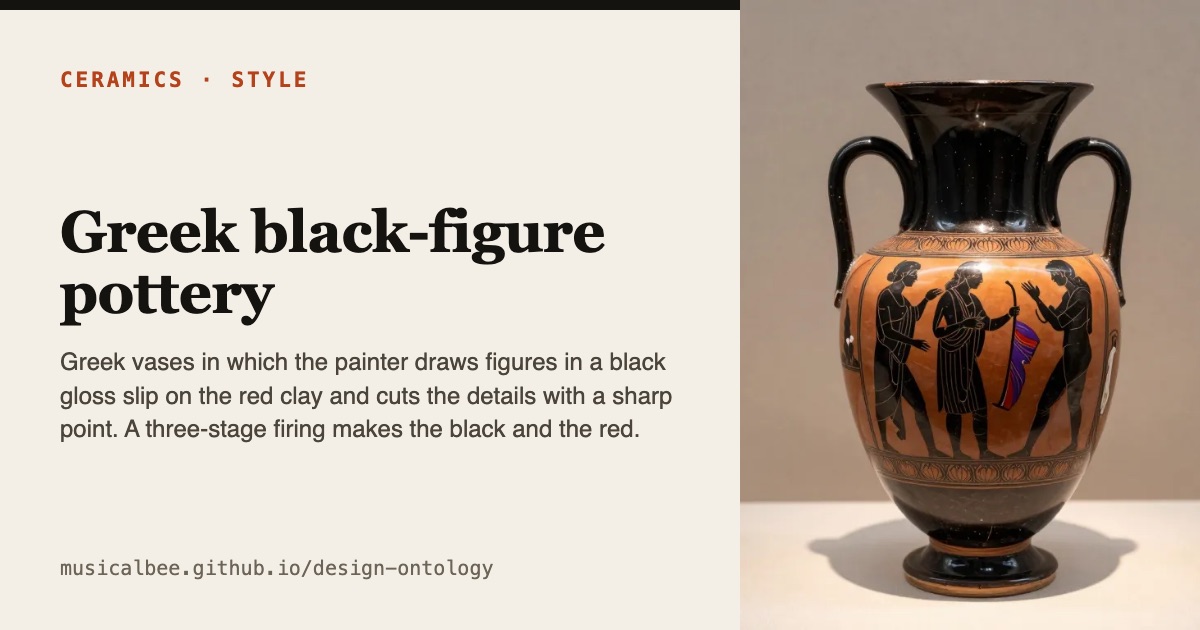 CERAMICS · STYLE
Greek black-figure
pottery
Greek vases in which the painter draws figures in a black
gloss slip on the red clay and cuts the details with a sharp
point. A three-stage firing makes the black and the red.
musicalbee.github.io/design-ontology